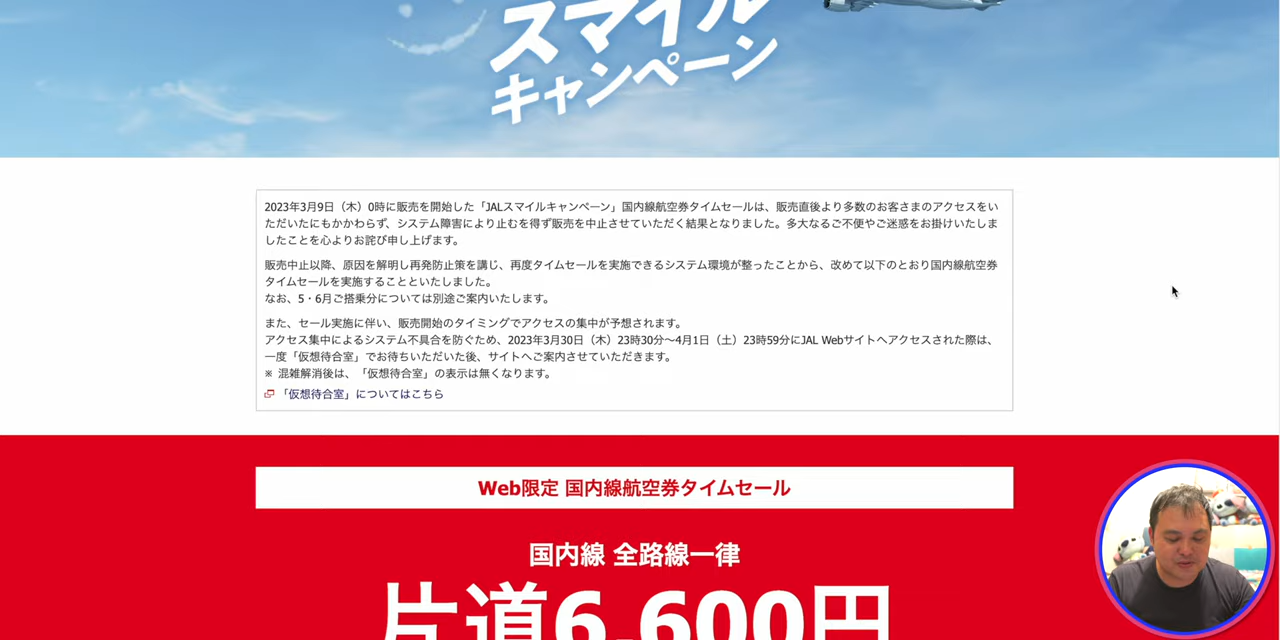 スマイル
キャンペーン
2023年3月9日（木）0時に販売を開始した「JALスマイルキャンペーン」国内線航空券タイムセールは、販売直後より多数のお客さまのアクセスをい
ただいたにもかかわらず、システム障害により止むを得ず販売を中止させていただく結果となりました。多大なるご不便やご迷惑をお掛けいたしま
したことを心よりお詫び申し上げます。
販売中止以降、原因を解明し再発防止策を講じ、再度タイムセールを実施できるシステム環境が整ったことから、改めて以下のとおり国内線航空券
タイムセールを実施することといたしました。
なお、5・6月ご搭乗分については別途ご案内いたします。
また、セール実施に伴い、販売開始のタイミングでアクセスの集中が予想されます。
アクセス集中によるシステム不具合を防ぐため、2023年3月30日（木）23時30分～4月1日（土）23時59分にJAL Webサイトへアクセスされた際は、
一度「仮想待合室」でお待ちいただいた後、サイトへご案内させていただきます。
※ 混雑解消後は、「仮想待合室」の表示は無くなります。
「仮想待合室」についてはこちら
Web限定 国内線航空券タイムセール
国内線 全路線一律
片道6,600円